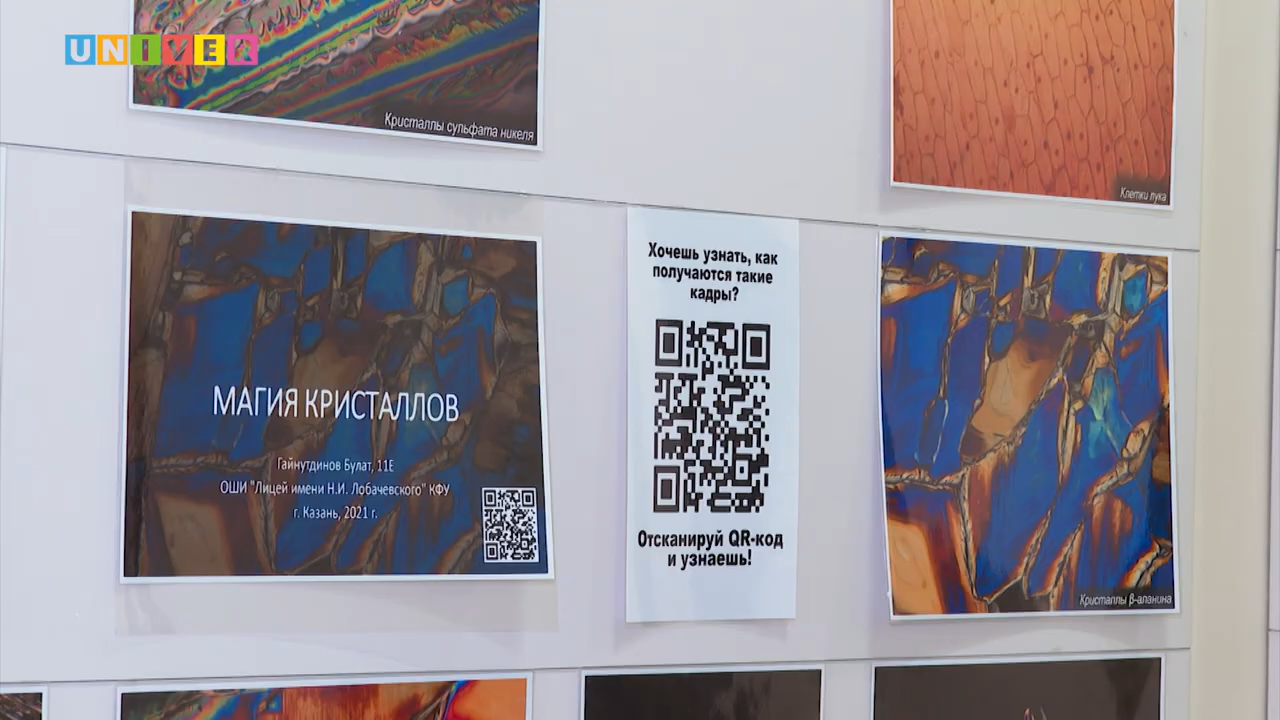 UNIVER
Кристаллы сульфата никеля
Клетки лука
МАГИЯ КРИСТАЛЛОВ
Гайнутдинов Булат, 11Е
ОШИ "Лицей имени Н.И. Лобачевского" КФУ
г. Казань, 2021 г.
Хочешь узнать, как
получаются такие
кадры?
Отсканируй QR-код
и узнаешь!
Кристаллы β-аланина